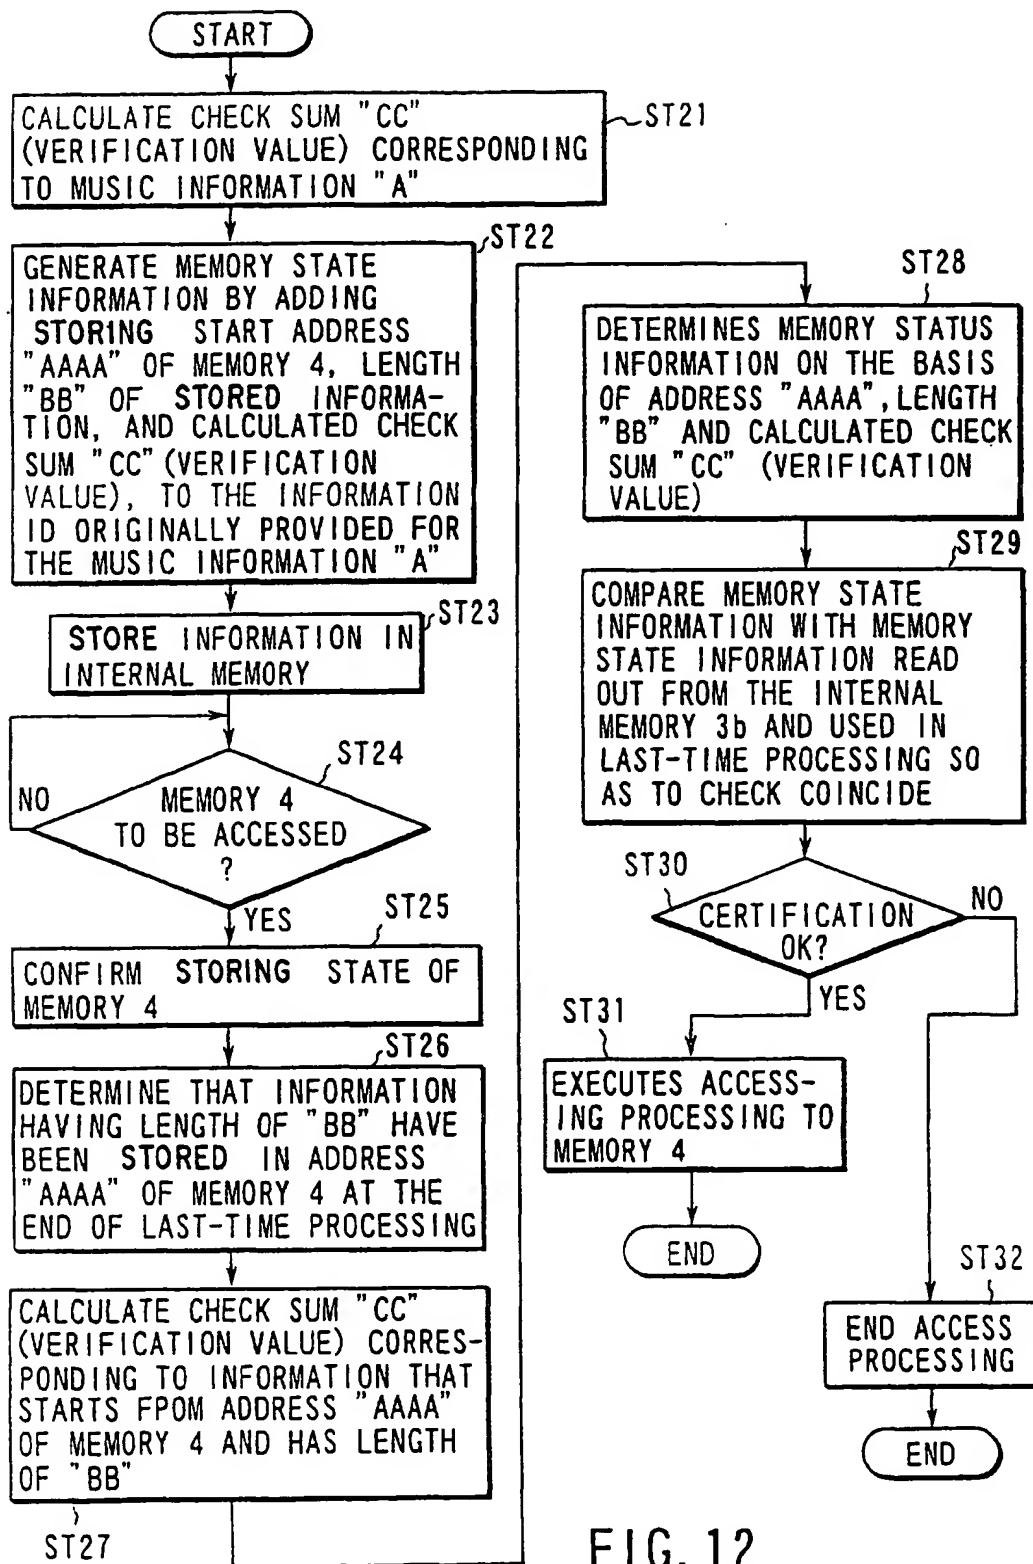 START
CALCULATE CHECK SUM "CC"
(VERIFICATION VALUE) CORRESPONDING
TO MUSIC INFORMATION "A"
ST21
ST22
GENERATE MEMORY STATE
INFORMATION BY ADDING
STORING START ADDRESS
"AAAA" OF MEMORY 4, LENGTH
"BB" OF STORED INFORMA-
TION, AND CALCULATED CHECK
SUM "CC" (VERIFICATION
VALUE), TO THE INFORMATION
ID ORIGINALLY PROVIDED FOR
THE MUSIC INFORMATION "A"
ST23
STORE INFORMATION IN
INTERNAL MEMORY
ST24
NO
MEMORY 4
TO BE ACCESSED
?
YES
ST25
CONFIRM STORING STATE OF
MEMORY 4
ST26
DETERMINE THAT INFORMATION
HAVING LENGTH OF "BB" HAVE
BEEN STORED IN ADDRESS
"AAAA" OF MEMORY 4 AT THE
END OF LAST-TIME PROCESSING
CALCULATE CHECK SUM "CC"
(VERIFICATION VALUE) CORRES-
PONDING TO INFORMATION THAT
STARTS FPOM ADDRESS "AAAA"
OF MEMORY 4 AND HAS LENGTH
OF "BB"
ST27
ST28
DETERMINES MEMORY STATUS
INFORMATION ON THE BASIS
OF ADDRESS "AAAA", LENGTH
"BB" AND CALCULATED CHECK
SUM "CC" (VERIFICATION
VALUE)
ST29
COMPARE MEMORY STATE
INFORMATION WITH MEMORY
STATE INFORMATION READ
OUT FROM THE INTERNAL
MEMORY 3b AND USED IN
LAST-TIME PROCESSING SO
AS TO CHECK COINCIDE
ST30
CERTIFICATION
OK?
NO
YES
ST31
EXECUTES ACCESS-
ING PROCESSING TO
MEMORY 4
END
ST32
END ACCESS
PROCESSING
END
FIG. 12